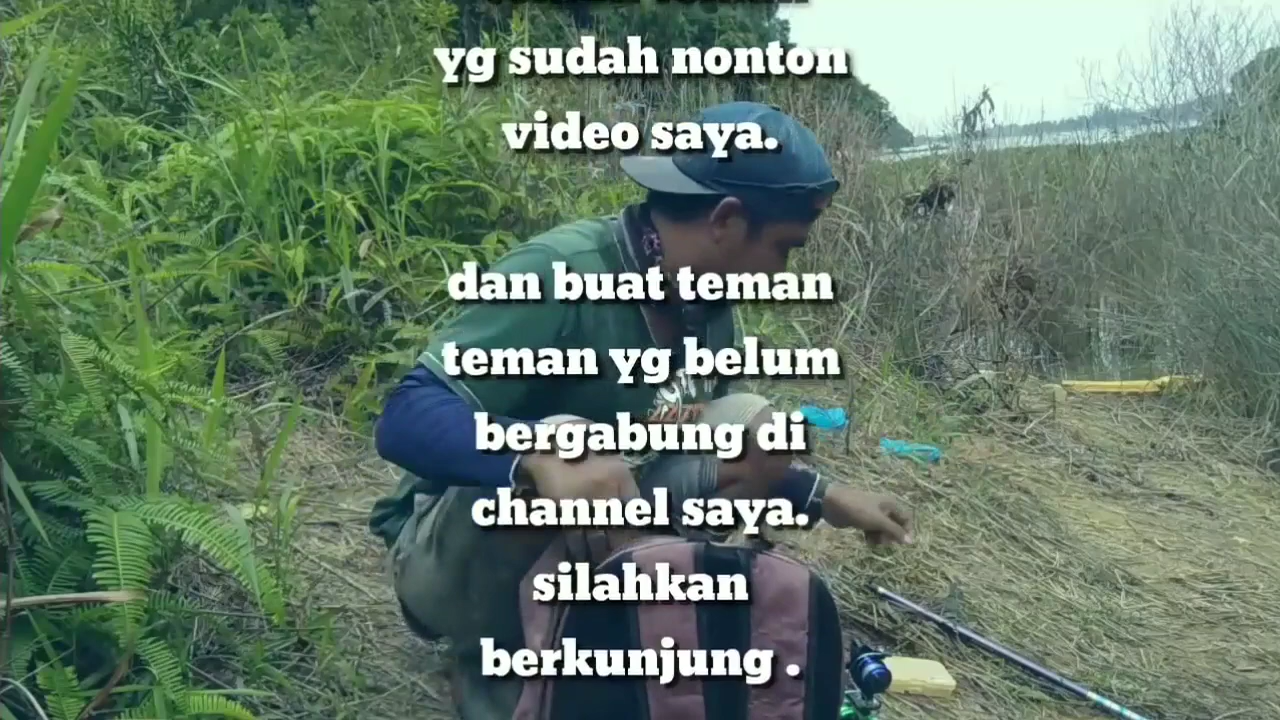 yg sudah nonton
video saya.
dan buat teman
teman yg belum
bergabung di
channel saya.
silahkan
berkunjung .